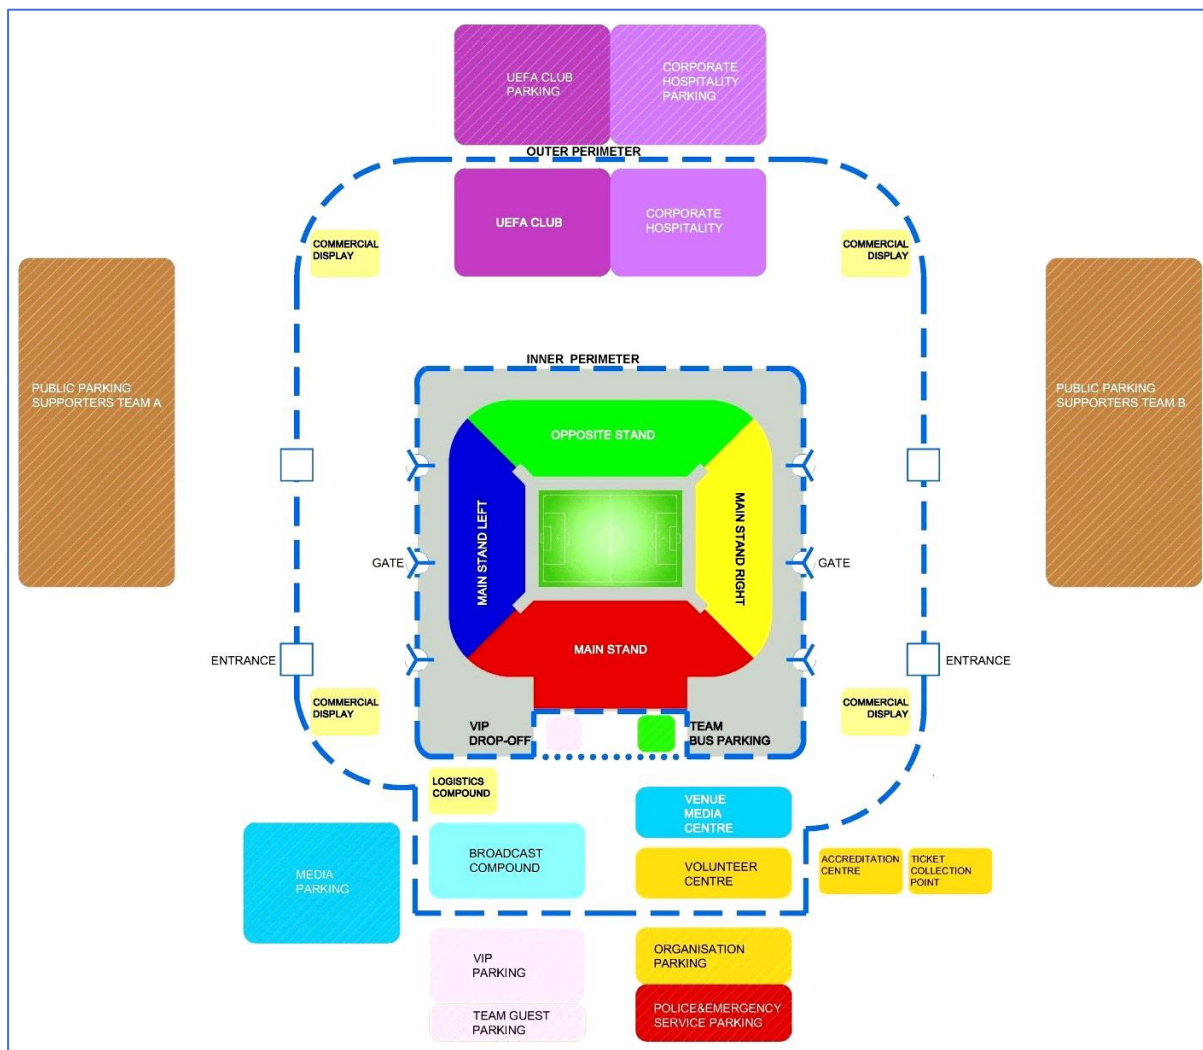 UEFA CLUB
PARKING
CORPORATE
HOSPITALITY
PARKING
OUTER PERIMETER
UEFA CLUB
CORPORATE
HOSPITALITY
COMMERCIAL
DISPLAY
COMMERCIAL
DISPLAY
PUBLIC PARKING
SUPPORTERS TEAM A
PUBLIC PARKING
SUPPORTERS TEAM B
INNER PERIMETER
OPPOSITE STAND
MAIN STAND LEFT
MAIN STAND RIGHT
MAIN STAND
GATE
GATE
ENTRANCE
ENTRANCE
COMMERCIAL
DISPLAY
COMMERCIAL
DISPLAY
VIP
DROP-OFF
TEAM
BUS PARKING
LOGISTICS
COMPOUND
VENUE
MEDIA
CENTRE
MEDIA
PARKING
BROADCAST
COMPOUND
VOLUNTEER
CENTRE
ACCREDITATION
CENTRE
TICKET
COLLECTION
POINT
VIP
PARKING
ORGANISATION
PARKING
TEAM GUEST
PARKING
POLICE&EMERGENCY
SERVICE PARKING